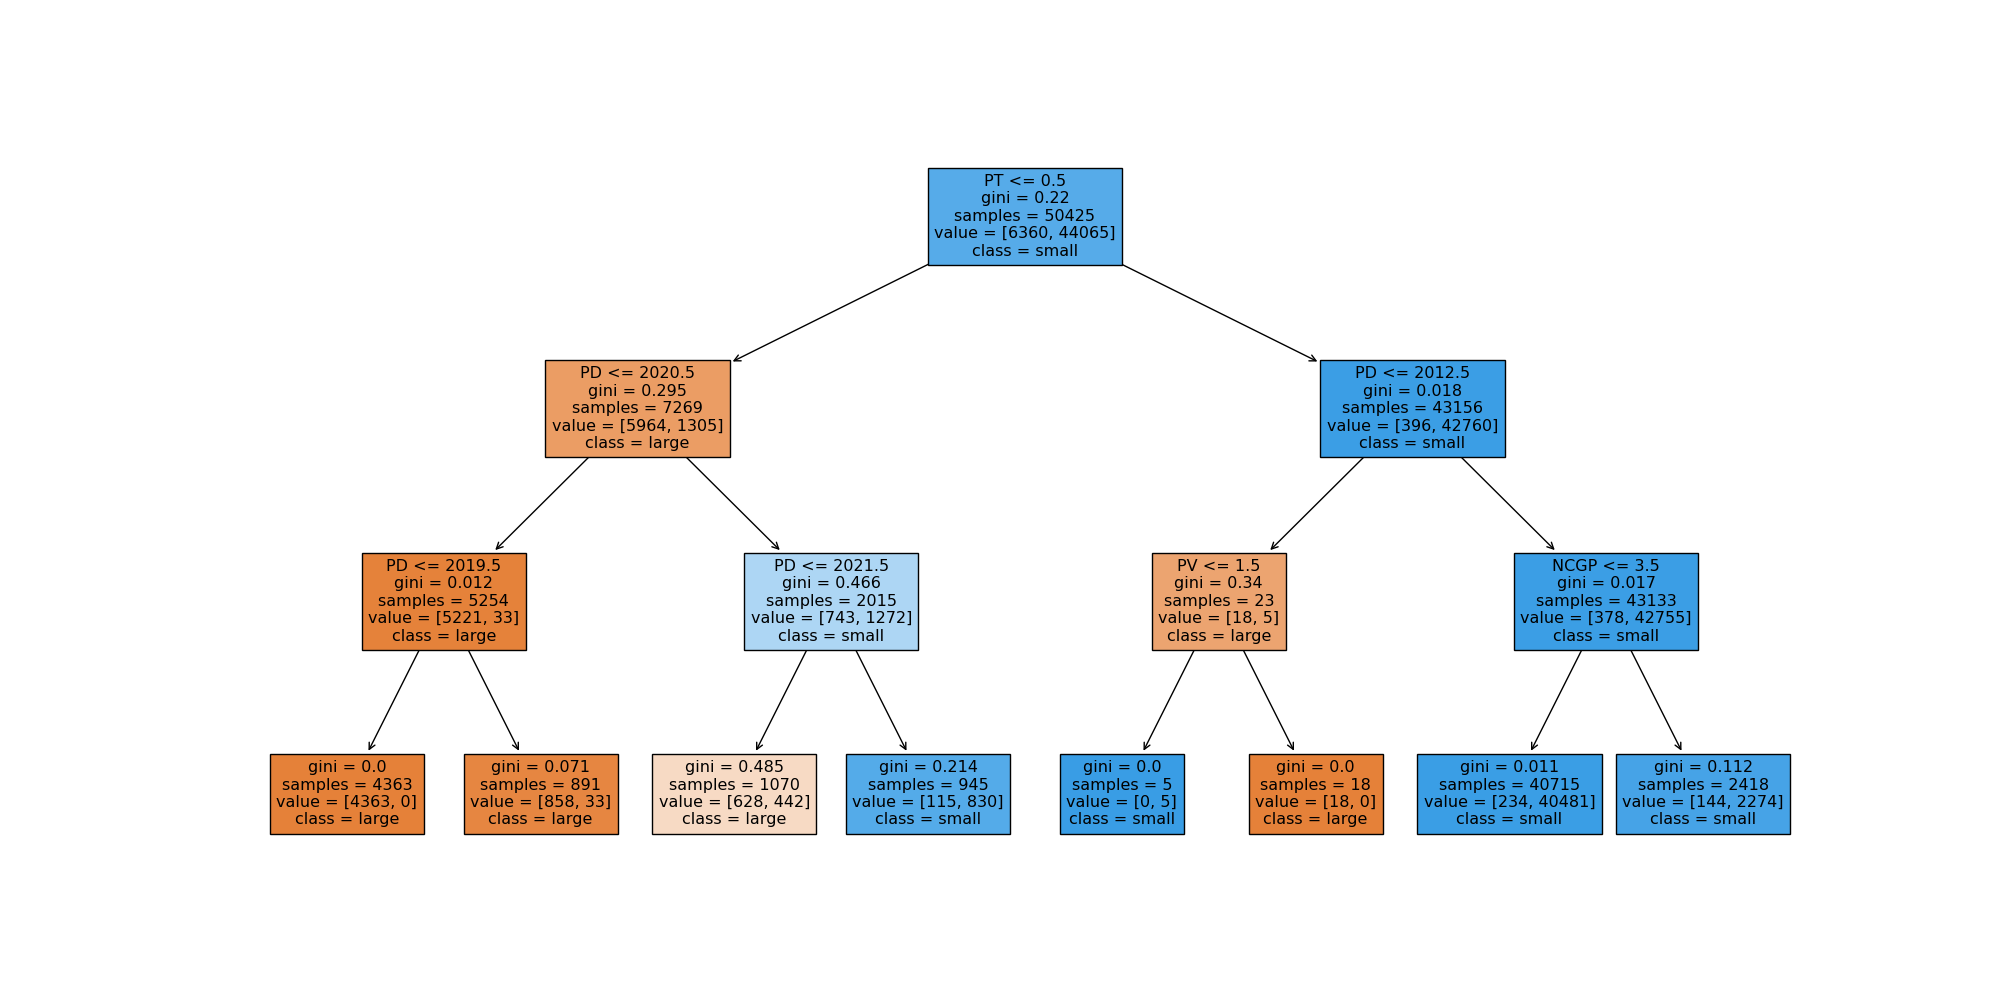 PT <= 0.5
gini = 0.22
samples = 50425
value = [6360, 44065]
class = small
PD <= 2020.5
gini = 0.295
samples = 7269
value = [5964, 1305]
class = large
PD <= 2012.5
gini = 0.018
samples = 43156
value = [396, 42760]
class = small
PD <= 2019.5
gini = 0.012
samples = 5254
value = [5221, 33]
class = large
PD <= 2021.5
gini = 0.466
samples = 2015
value = [743, 1272]
class = small
PV <= 1.5
gini = 0.34
samples = 23
value = [18, 5]
class = large
NCGP <= 3.5
gini = 0.017
samples = 43133
value = [378, 42755]
class = small
gini = 0.0
samples = 4363
value = [4363, 0]
class = large
gini = 0.071
samples = 891
value = [858, 33]
class = large
gini = 0.485
samples = 1070
value = [628, 442]
class = large
gini = 0.214
samples = 945
value = [115, 830]
class = small
gini = 0.0
samples = 5
value = [0, 5]
class = small
gini = 0.0
samples = 18
value = [18, 0]
class = large
gini = 0.011
samples = 40715
value = [234, 40481]
class = small
gini = 0.112
samples = 2418
value = [144, 2274]
class = small